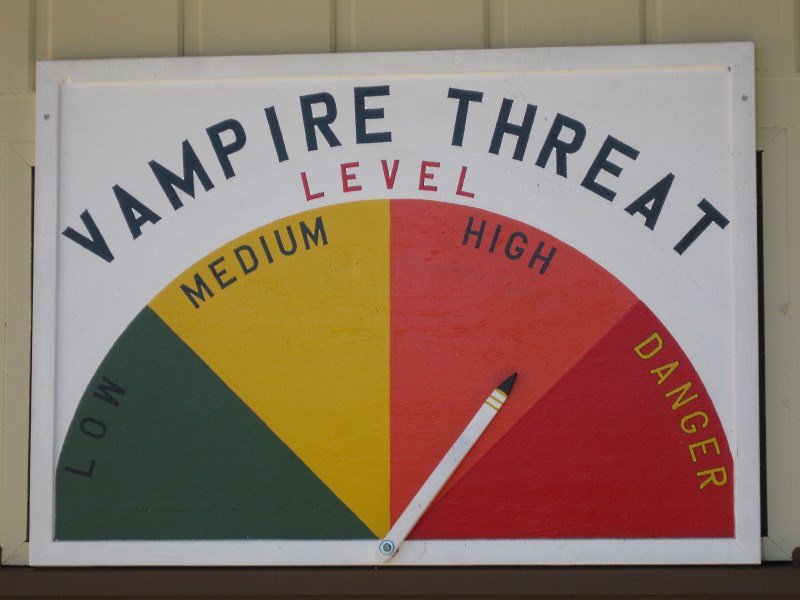 VAMPIRE THREAT
LEVEL
LOW
MEDIUM
HIGH
DANGER